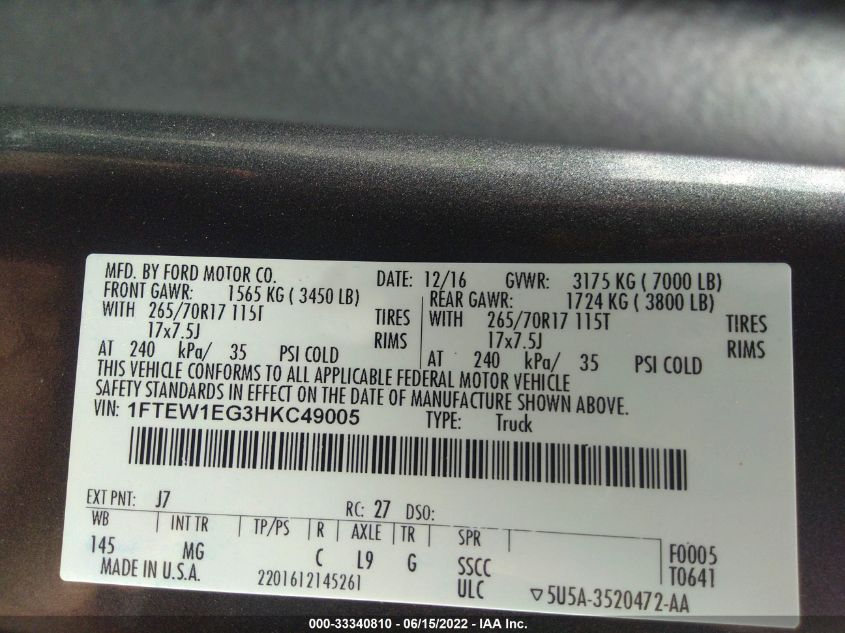 MFD. BY FORD MOTOR CO. DATE: 12/16 GVWR: 3175 KG ( 7000 LB)
FRONT GAWR: 1565 KG ( 3450 LB) REAR GAWR: 1724 KG ( 3800 LB)
WITH 265/70R17 115T TIRES WITH 265/70R17 115T TIRES
17x7.5J RIMS 17x7.5J RIMS
AT 240 kPa/ 35 PSI COLD AT 240 kPa/ 35 PSI COLD
THIS VEHICLE CONFORMS TO ALL APPLICABLE FEDERAL MOTOR VEHICLE
SAFETY STANDARDS IN EFFECT ON THE DATE OF MANUFACTURE SHOWN ABOVE.
VIN: 1FTEW1EG3HKC49005 TYPE: Truck
EXT PNT: J7 RC: 27 DSO:
WB INT TR TP/PS R AXLE TR SPR F0005
145 MG C L9 G SSCC T0641
MADE IN U.S.A. 2201612145261 ULC ▽5U5A-3520472-AA
000-33340810 - 06/15/2022 - IAA Inc.